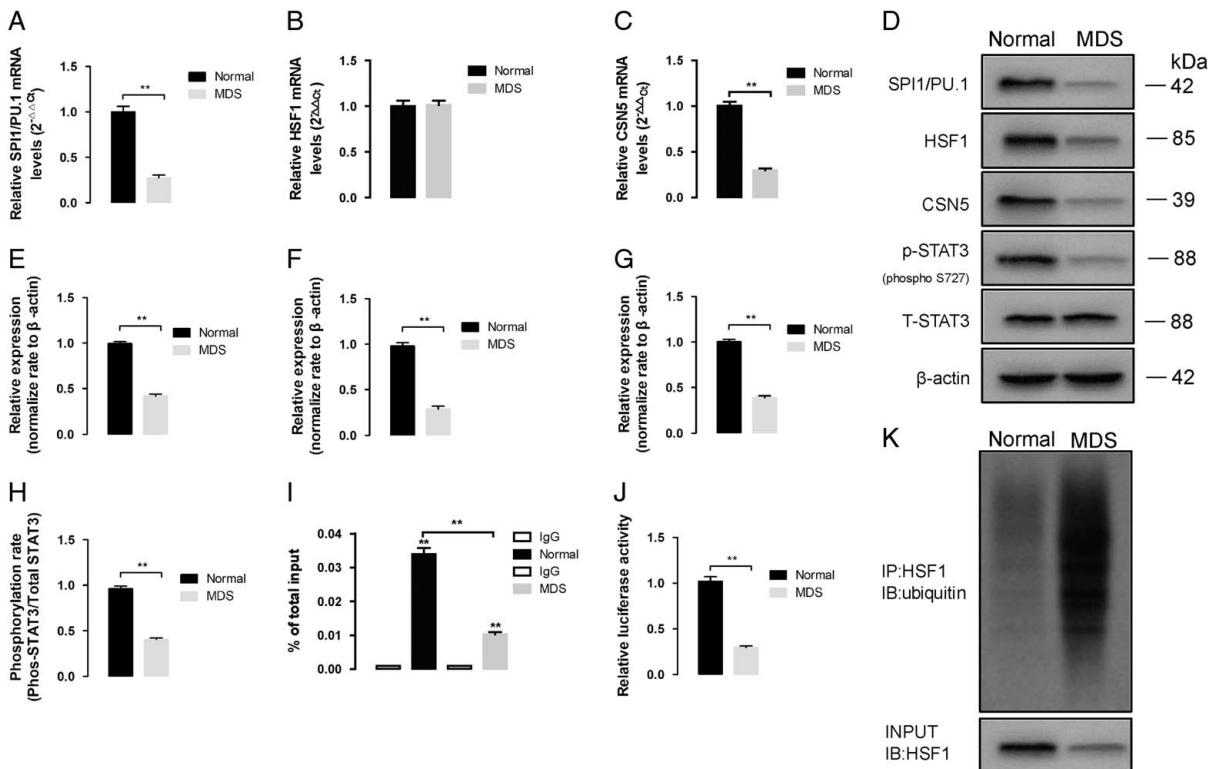 A
Relative SPI1/PU.1 mRNA
levels (2-△△Ct)
1.5
1.0
0.5
0.0
**
Normal
MDS
B
Relative HSF1 mRNA
levels (2ΔΔCt)
1.5
1.0
0.5
0.0
Normal
MDS
C
Relative CSN5 mRNA
levels (2-ΔΔCt)
1.5
1.0
0.5
0.0
**
Normal
MDS
D
Normal MDS
kDa
SPI1/PU.1
42
HSF1
85
CSN5
39
p-STAT3
(phospho S727)
88
T-STAT3
88
β-actin
42
E
Relative expression
(normalize rate to β -actin)
1.5
1.0
0.5
0.0
**
Normal
MDS
F
Relative expression
(normalize rate to β -actin)
1.5
1.0
0.5
0.0
**
Normal
MDS
G
Relative expression
(normalize rate to β -actin)
1.5
1.0
0.5
0.0
**
Normal
MDS
H
Phosphorylation rate
(Phos-STAT3/Total STAT3)
1.5
1.0
0.5
0.0
**
Normal
MDS
I
% of total input
0.04
0.03
0.02
0.01
0.00
**
**
**
IgG
Normal
IgG
MDS
J
Relative luciferase activity
1.5
1.0
0.5
0.0
**
Normal
MDS
K
Normal MDS
IP:HSF1
IB:ubiquitin
INPUT
IB:HSF1